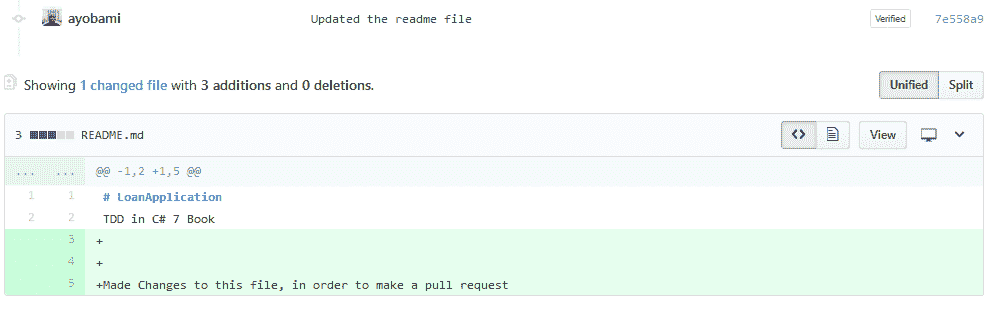 ayobami Updated the readme file Verified 7e558a9
Showing 1 changed file with 3 additions and 0 deletions. Unified Split
3 README.md <> View
... ... @@ -1,2 +1,5 @@
1 1 # LoanApplication
2 2 TDD in C# 7 Book
3 +
4 +
5 +Made Changes to this file, in order to make a pull request